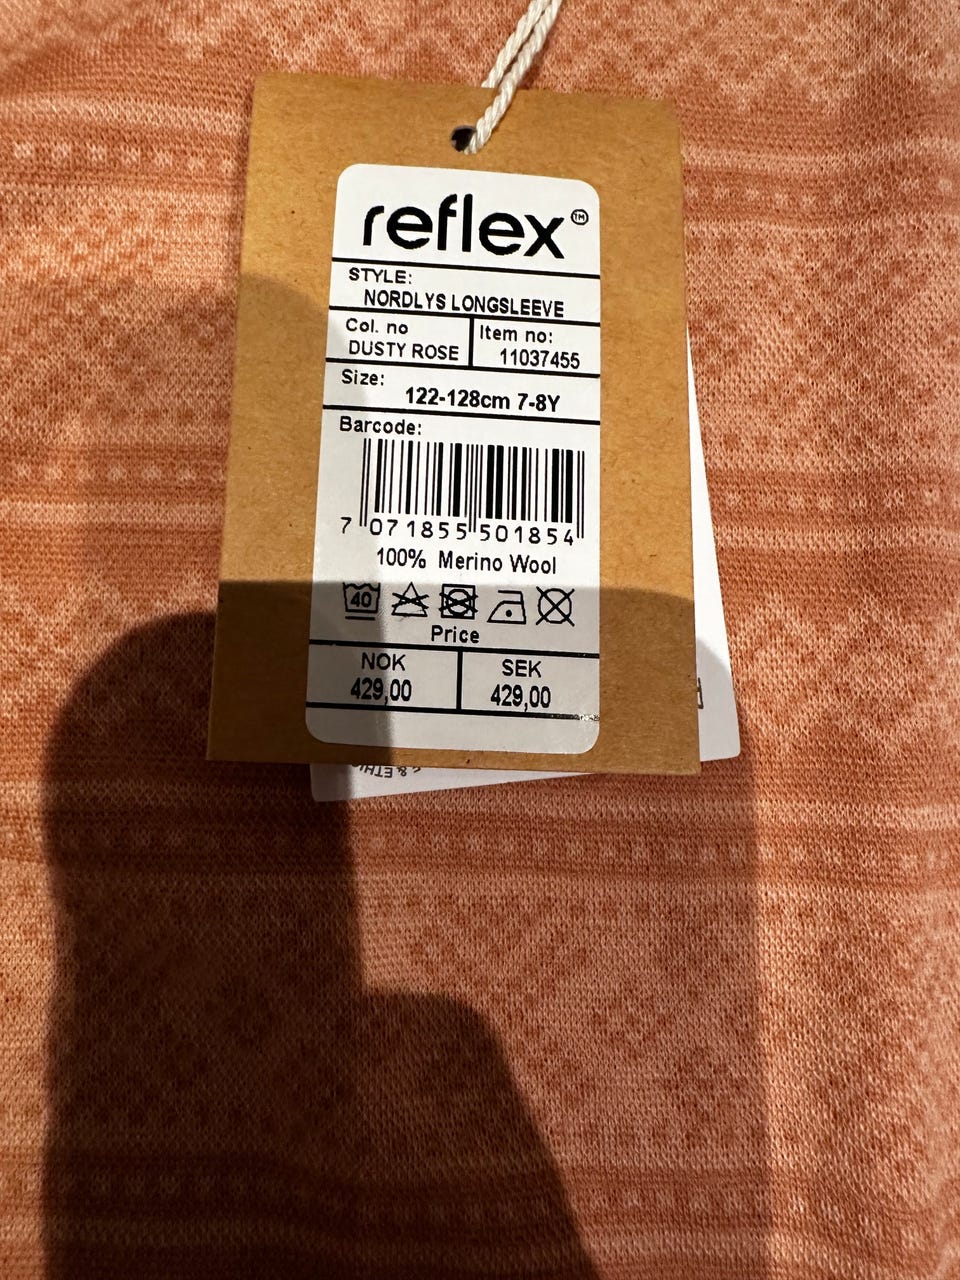 reflex™
STYLE:
NORDLYS LONGSLEEVE
Col. no
DUSTY ROSE
Item no:
11037455
Size:
122-128cm 7-8Y
Barcode:
7 071855 501854
100% Merino Wool
40
Price
NOK
429,00
SEK
429,00